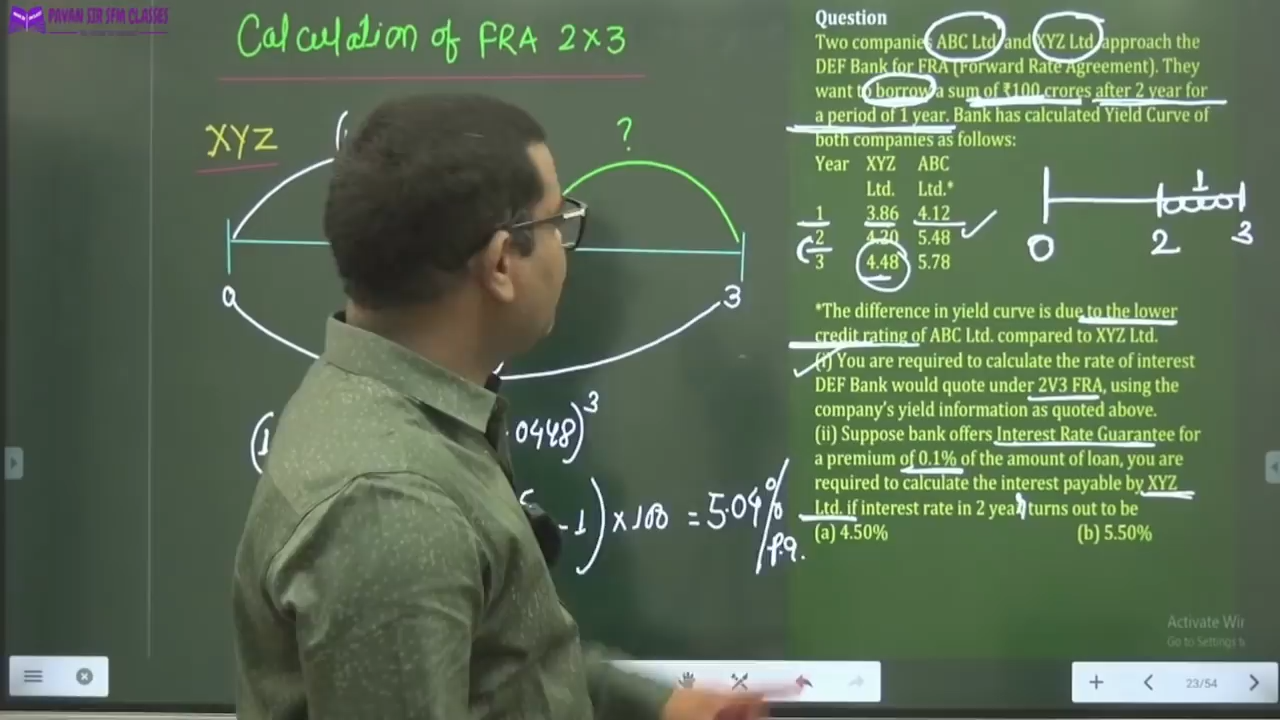 PAVAN SIR SFM CLASSES
Calculation of FRA 2×3
XYZ
?
0
3
(1
.0448)³
-1) ×100 = 5.04%
/p.a.
Question
Two companies ABC Ltd. and XYZ Ltd. approach the
DEF Bank for FRA (Forward Rate Agreement). They
want to borrow a sum of ₹100 crores after 2 year for
a period of 1 year. Bank has calculated Yield Curve of
both companies as follows:
Year XYZ ABC
Ltd. Ltd.*
1 3.86 4.12
2 4.20 5.48
3 4.48 5.78
1
0 2 3
*The difference in yield curve is due to the lower
credit rating of ABC Ltd. compared to XYZ Ltd.
(i) You are required to calculate the rate of interest
DEF Bank would quote under 2V3 FRA, using the
company's yield information as quoted above.
(ii) Suppose bank offers Interest Rate Guarantee for
a premium of 0.1% of the amount of loan, you are
required to calculate the interest payable by XYZ
Ltd. if interest rate in 2 year turns out to be
(a) 4.50% (b) 5.50%
Activate Wir
Go to Settings t
23/54